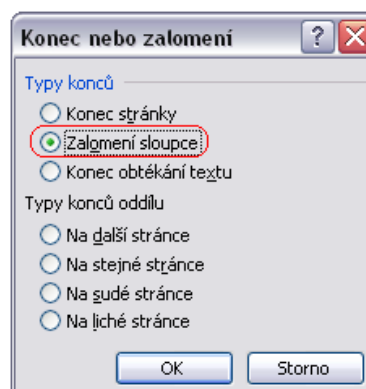 Konec nebo zalomení
Typy konců
Konec stránky
Zalomení sloupce
Konec obtékání textu
Typy konců oddílu
Na další stránce
Na stejné stránce
Na sudé stránce
Na liché stránce
OK Storno